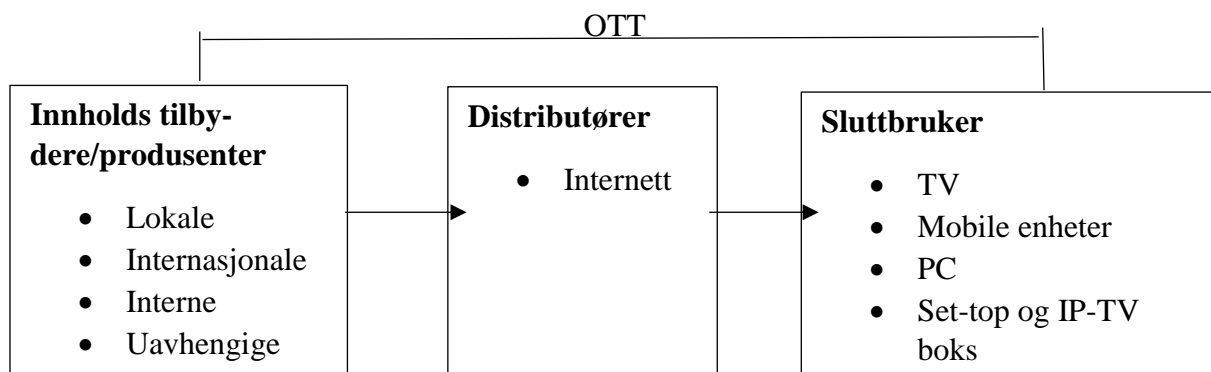 OTT
Innholds tilby-
dere/produsenter
• Lokale
• Internasjonale
• Interne
• Uavhengige
Distributører
• Internett
Sluttbruker
• TV
• Mobile enheter
• PC
• Set-top og IP-TV
boks